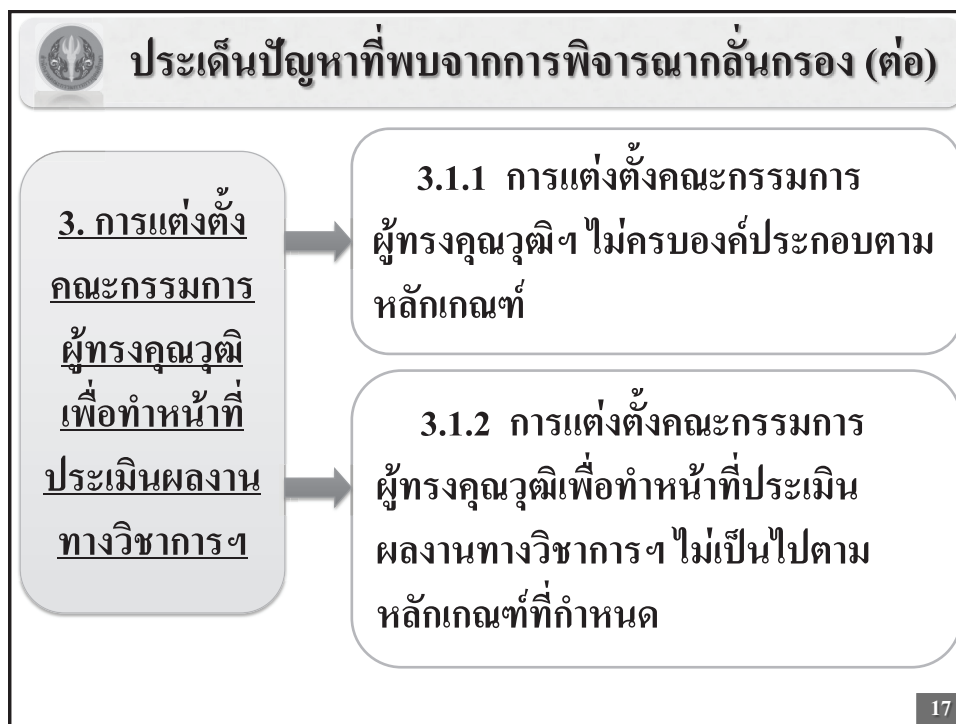 ประเด็นปัญหาที่พบจากการพิจารณากลั่นกรอง (ต่อ)
3. การแต่งตั้ง
คณะกรรมการ
ผู้ทรงคุณวุฒิ
เพื่อทำหน้าที่
ประเมินผลงาน
ทางวิชาการฯ
3.1.1 การแต่งตั้งคณะกรรมการ
ผู้ทรงคุณวุฒิฯ ไม่ครบองค์ประกอบตาม
หลักเกณฑ์
3.1.2 การแต่งตั้งคณะกรรมการ
ผู้ทรงคุณวุฒิเพื่อทำหน้าที่ประเมิน
ผลงานทางวิชาการฯ ไม่เป็นไปตาม
หลักเกณฑ์ที่กำหนด
17